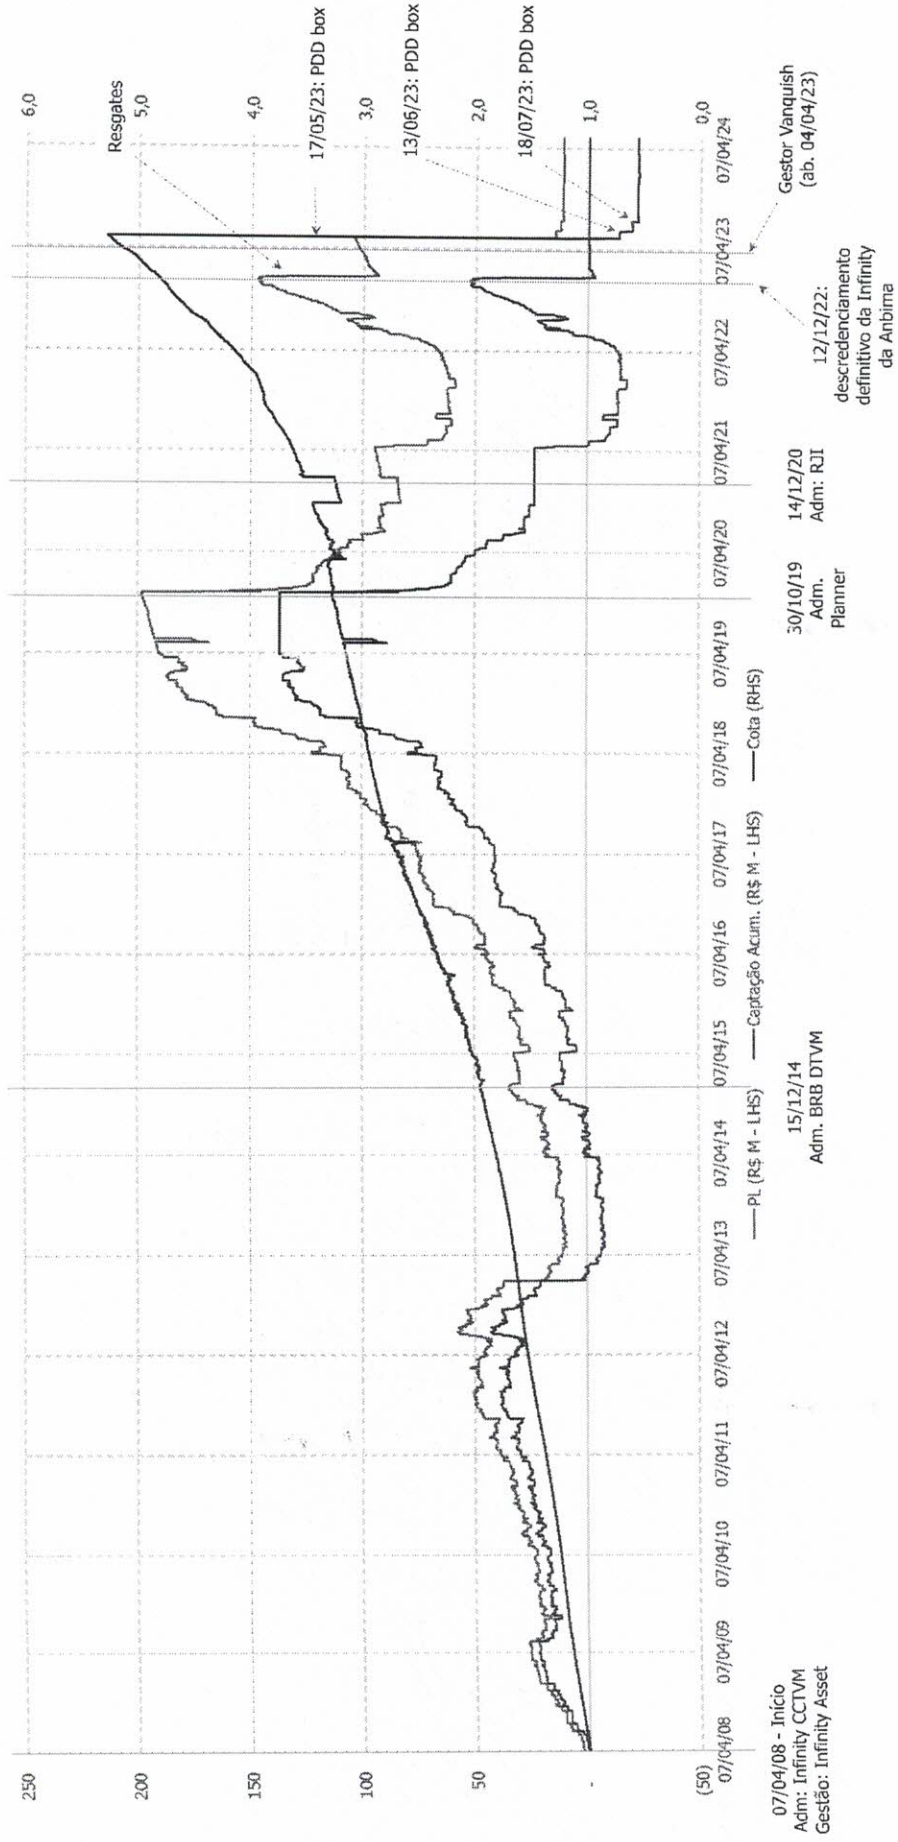 250
200
150
100
50
-
(50)
6,0
5,0
4,0
3,0
2,0
1,0
0,0
Resgates
17/05/23: PDD box
13/06/23: PDD box
18/07/23: PDD box
07/04/08
07/04/09
07/04/10
07/04/11
07/04/12
07/04/13
07/04/14
07/04/15
07/04/16
07/04/17
07/04/18
07/04/19
07/04/20
07/04/21
07/04/22
07/04/23
07/04/24
PL (R$ M - LHS)
Captação Acum. (R$ M - LHS)
Cota (RHS)
07/04/08 - Início
Adm: Infinity CCTVM
Gestão: Infinity Asset
15/12/14
Adm. BRB DTVM
30/10/19
Adm.
Planner
14/12/20
Adm: RJI
12/12/22:
descredenciamento
definitivo da Infinity
da Anbima
Gestor Vanquish
(ab. 04/04/23)